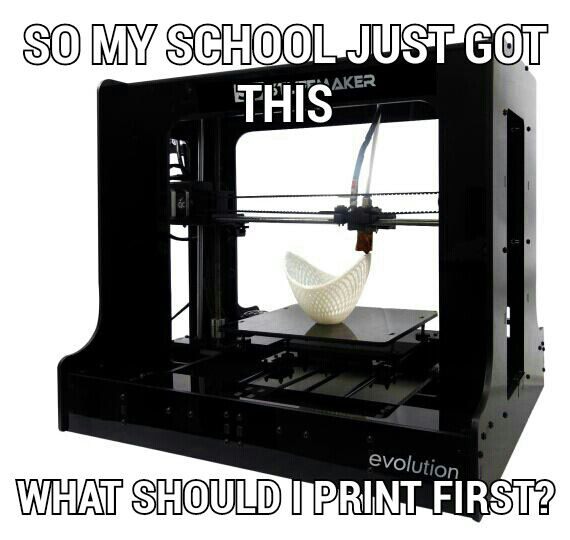 SO MY SCHOOL JUST GOT
THIS
evolution
WHAT SHOULD I PRINT FIRST?